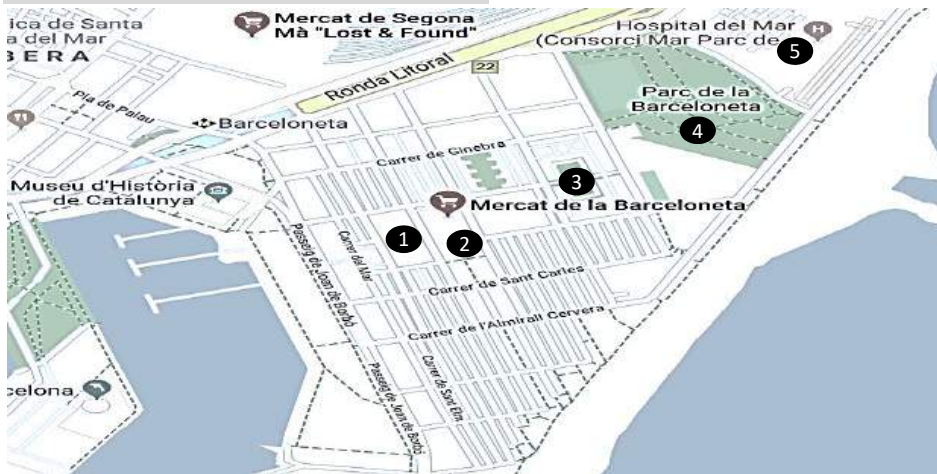 ica de Santa
a del Mar
BERA
Mercat de Segona
Mà "Lost & Found"
Hospital del Mar
(Consorci Mar Parc de
5
22
Ronda Litoral
Parc de la
Barceloneta
4
Pla de Palau
Barceloneta
Carrer de Ginebra
3
Museu d'Història
de Catalunya
Mercat de la Barceloneta
1
2
Passeig de Joan de Borbó
Carrer del Mar
Carrer de Sant Carles
Carrer de l'Almirall Cervera
Passeig de Joan de Borbó
Carrer de Sant Elm
celona
H